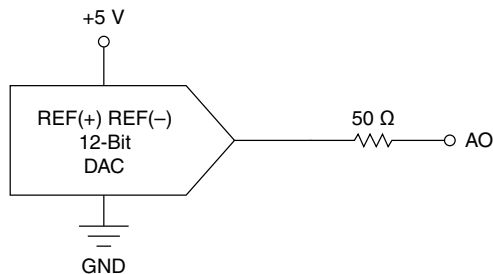 +5 V
REF(+) REF(–)
12-Bit
DAC
50 Ω
AO
GND